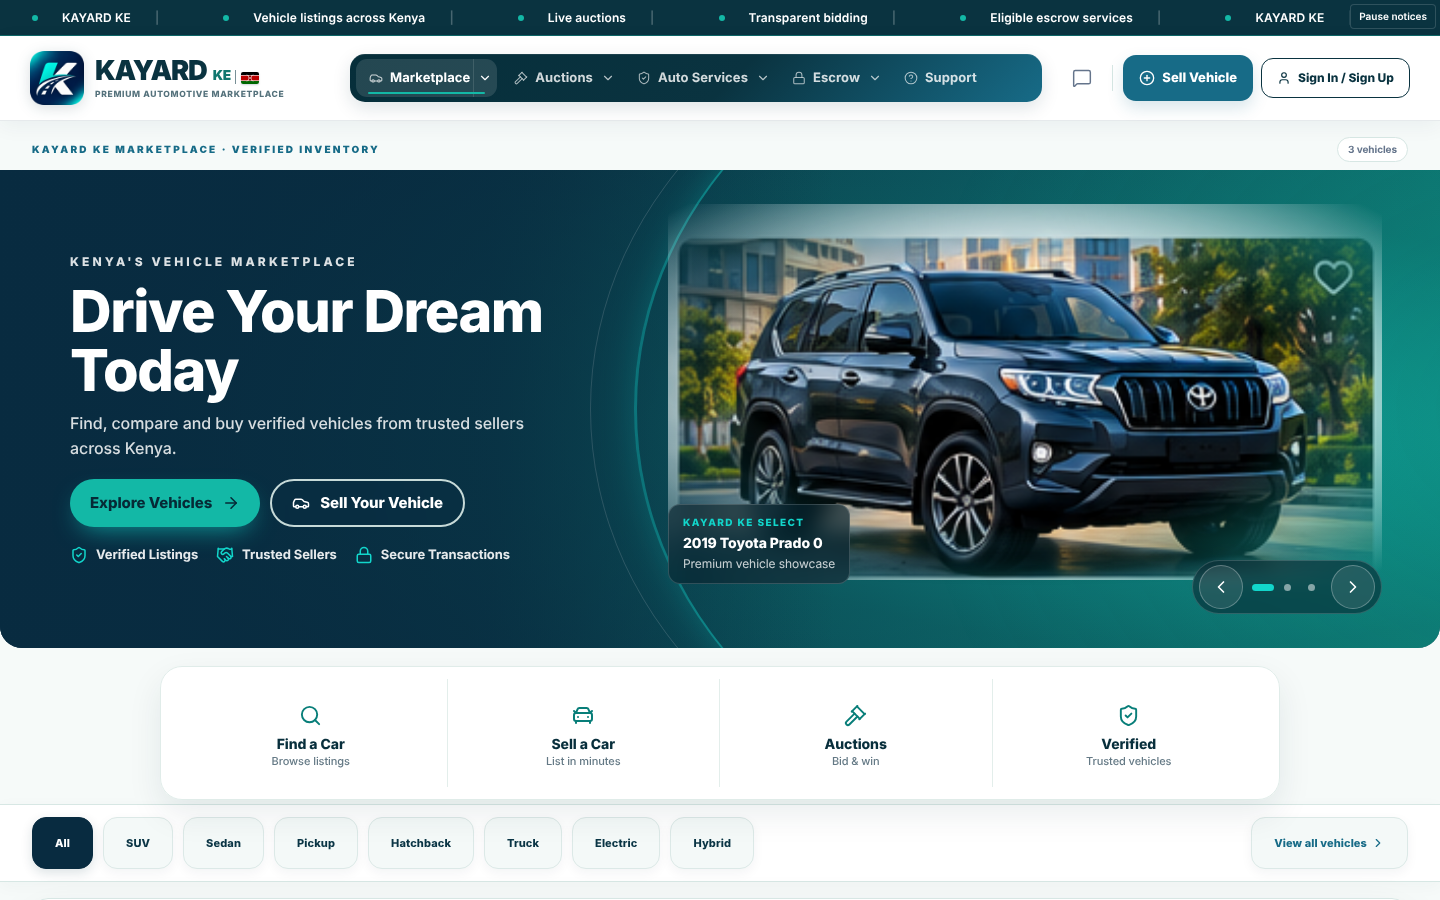 KAYARD KE
Vehicle listings across Kenya
Live auctions
Transparent bidding
Eligible escrow services
KAYARD KE
Pause notices
KAYARD KE
PREMIUM AUTOMOTIVE MARKETPLACE
Marketplace
Auctions
Auto Services
Escrow
Support
Sell Vehicle
Sign In / Sign Up
KAYARD KE MARKETPLACE · VERIFIED INVENTORY
3 vehicles
KENYA'S VEHICLE MARKETPLACE
Drive Your Dream
Today
Find, compare and buy verified vehicles from trusted sellers
across Kenya.
Explore Vehicles
Sell Your Vehicle
Verified Listings
Trusted Sellers
Secure Transactions
KAYARD KE SELECT
2019 Toyota Prado 0
Premium vehicle showcase
Find a Car
Browse listings
Sell a Car
List in minutes
Auctions
Bid & win
Verified
Trusted vehicles
All
SUV
Sedan
Pickup
Hatchback
Truck
Electric
Hybrid
View all vehicles